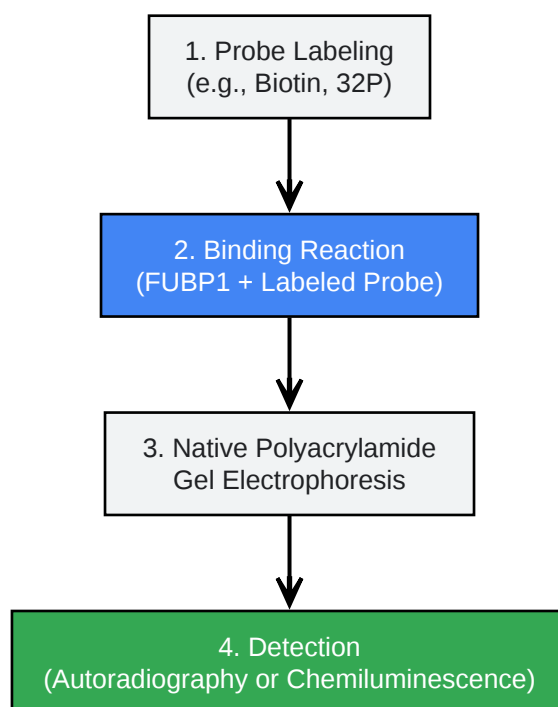 1. Probe Labeling
(e.g., Biotin, 32P)
2. Binding Reaction
(FUBP1 + Labeled Probe)
3. Native Polyacrylamide
Gel Electrophoresis
4. Detection
(Autoradiography or Chemiluminescence)